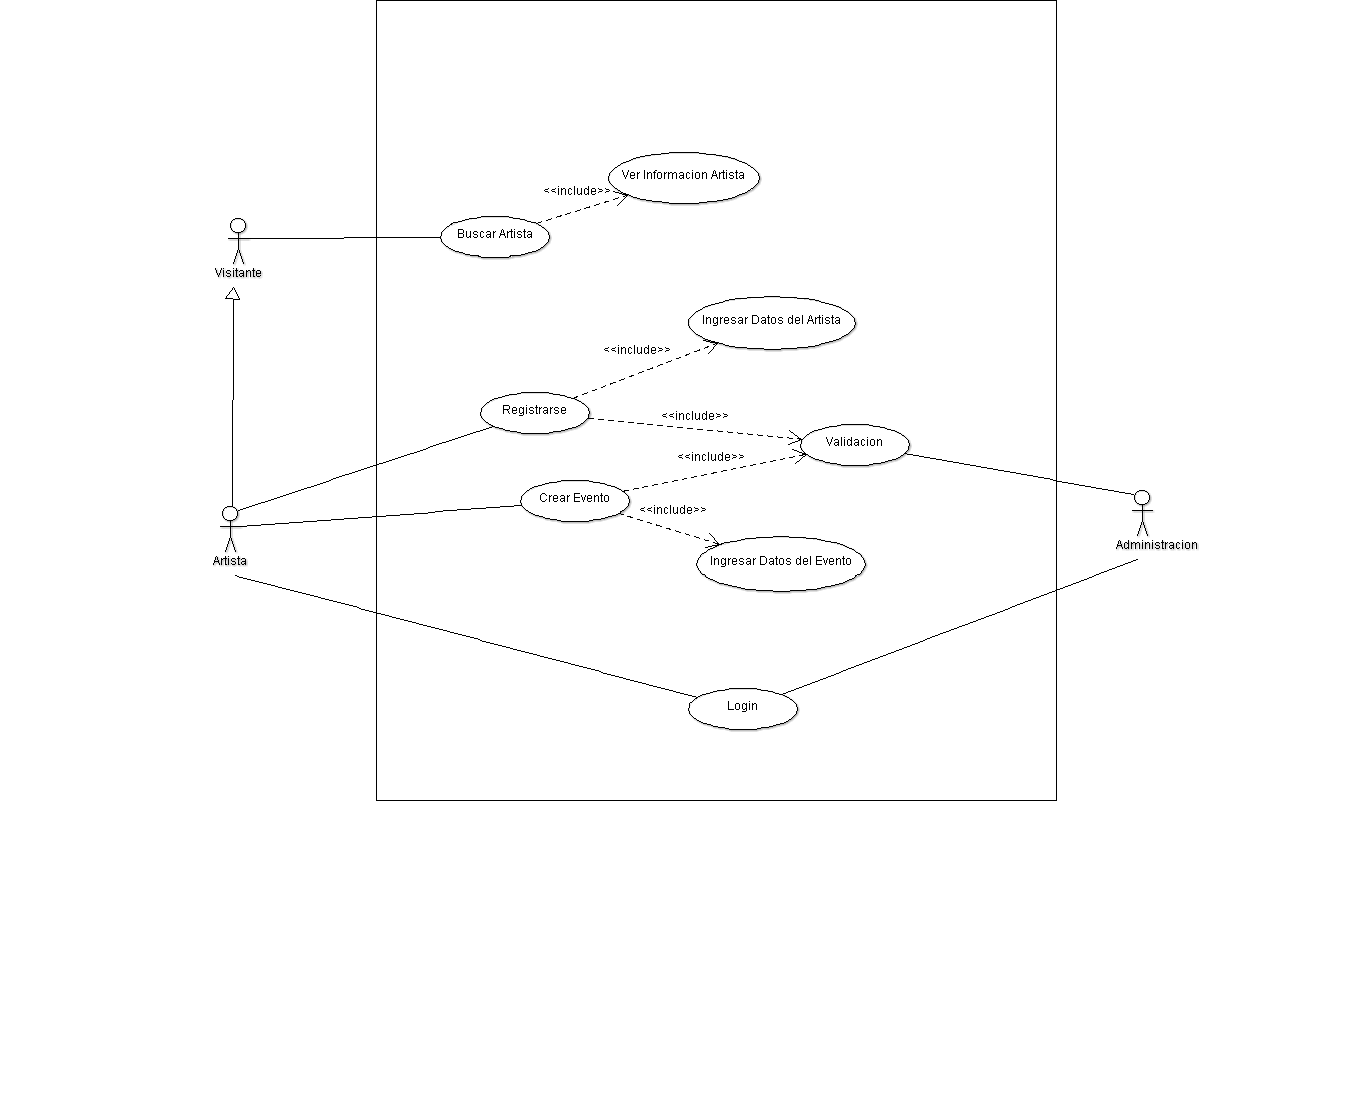 Ver Informacion Artista
<<include>>
Buscar Artista
Visitante
Ingresar Datos del Artista
<<include>>
Registrarse
<<include>>
Validacion
<<include>>
Crear Evento
<<include>>
Administracion
Artista
Ingresar Datos del Evento
Login